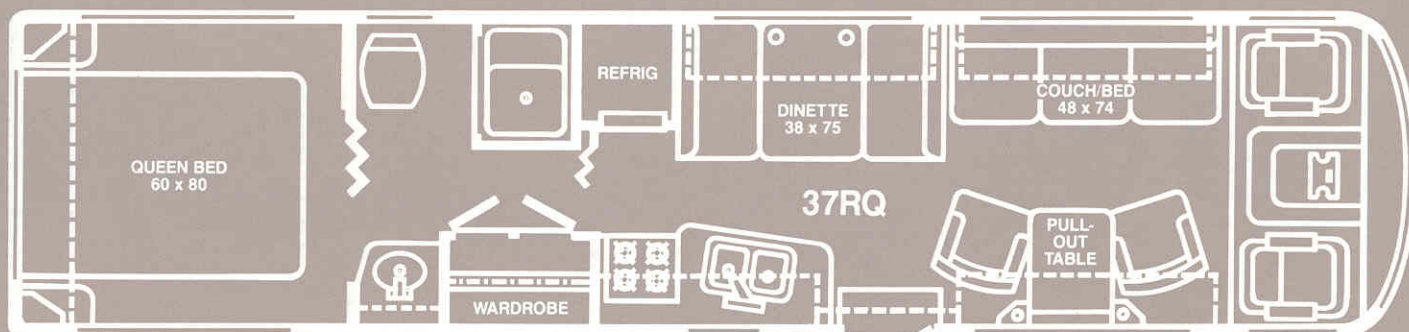 QUEEN BED
60 x 80
REFRIG
DINETTE
38 x 75
COUCH/BED
48 x 74
37RQ
PULL-
OUT
TABLE
WARDROBE